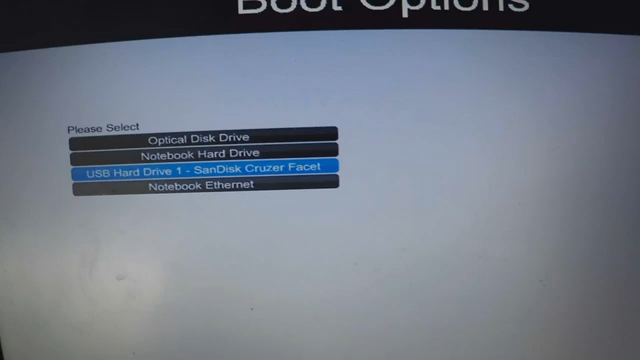 Boot Options
Please Select
Optical Disk Drive
Notebook Hard Drive
USB Hard Drive 1 - SanDisk Cruzer Facet
Notebook Ethernet